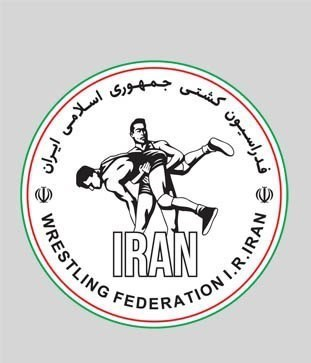 فدراسیون کشتی جمهوری اسلامی ایران
IRAN
WRESTLING FEDERATION I.R.IRAN